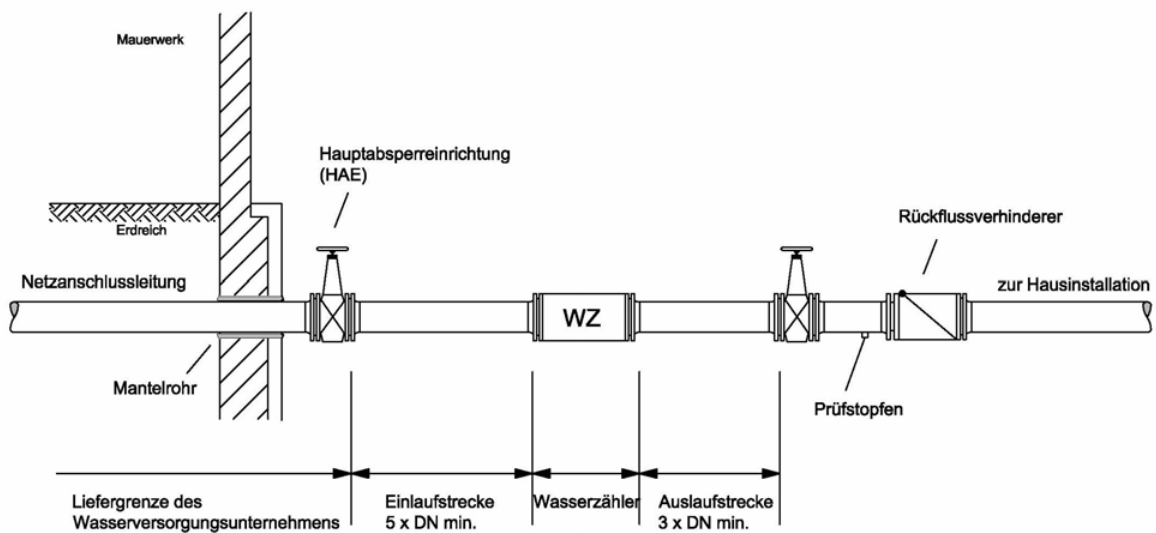 Mauerwerk
Hauptabsperreinrichtung
(HAE)
Rückflussverhinderer
Erdreich
Netzanschlussleitung
zur Hausinstallation
WZ
Mantelrohr
Prüfstopfen
Liefergrenze des
Wasserversorgungsunternehmens
Einlaufstrecke
5 x DN min.
Wasserzähler
Auslaufstrecke
3 x DN min.